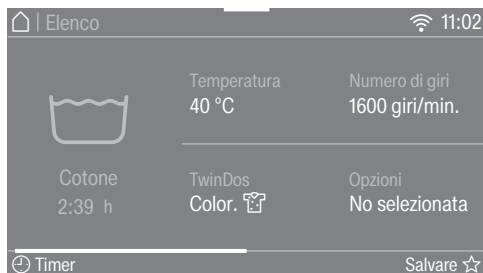 | Elenco
11:02
Temperatura
40 °C
Numero di giri
1600 giri/min.
Cotone
2:39 h
TwinDos
Color.
Opzioni
No selezionata
Timer
Salvare